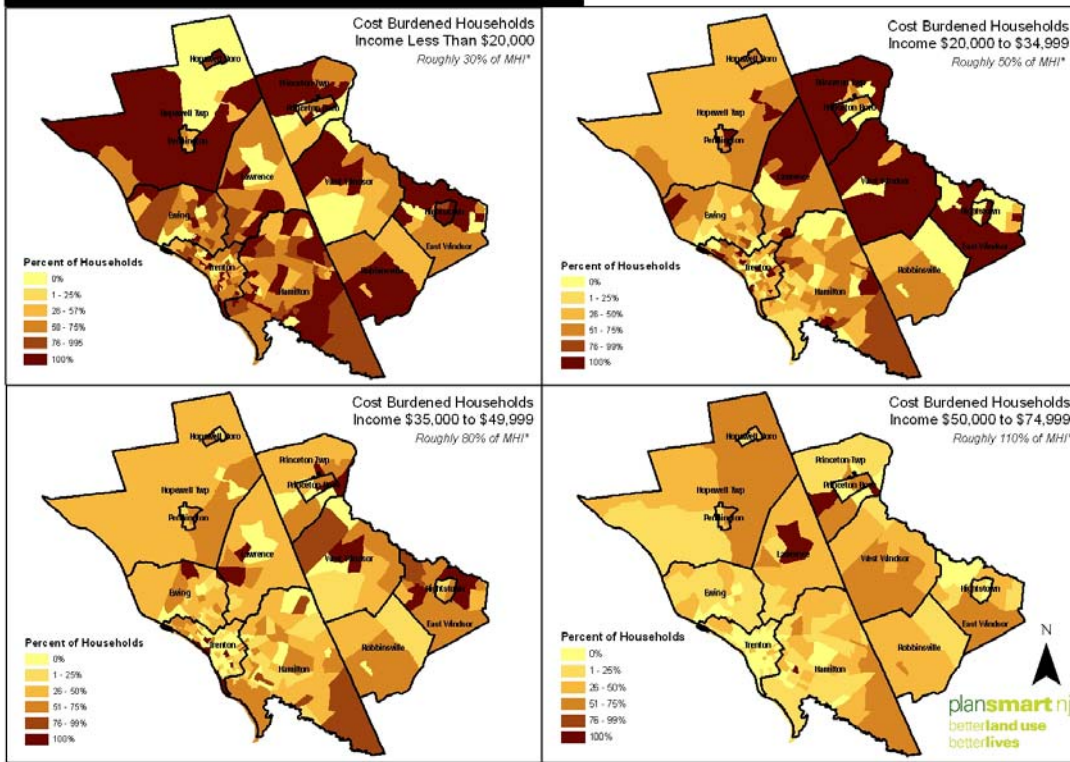 Cost Burdened Households
Income Less Than $20,000
Roughly 30% of MHI*
Hopewell Boro
Princeton Twp
Princeton Boro
Hopewell Twp
Pennington
Lawrence
West Windsor
Ewing
Hightstown
East Windsor
Trenton
Robbinsville
Hamilton
Percent of Households
0%
1 - 25%
26 - 57%
58 - 75%
76 - 995
100%
Cost Burdened Households
Income $20,000 to $34,999
Roughly 50% of MHI*
Hopewell Boro
Princeton Twp
Princeton Boro
Hopewell Twp
Pennington
Lawrence
West Windsor
Ewing
Hightstown
East Windsor
Trenton
Robbinsville
Hamilton
Percent of Households
0%
1 - 25%
26 - 50%
51 - 75%
76 - 99%
100%
Cost Burdened Households
Income $35,000 to $49,999
Roughly 80% of MHI*
Hopewell Boro
Princeton Twp
Princeton Boro
Hopewell Twp
Pennington
Lawrence
West Windsor
Ewing
Hightstown
East Windsor
Trenton
Robbinsville
Hamilton
Percent of Households
0%
1 - 25%
26 - 50%
51 - 75%
76 - 99%
100%
Cost Burdened Households
Income $50,000 to $74,999
Roughly 110% of MHI*
Hopewell Boro
Princeton Twp
Princeton Boro
Hopewell Twp
Pennington
Lawrence
West Windsor
Ewing
Hightstown
East Windsor
Trenton
Robbinsville
Hamilton
Percent of Households
0%
1 - 25%
26 - 50%
51 - 75%
76 - 99%
100%
N
plansmart nj
betterland use
betterlives